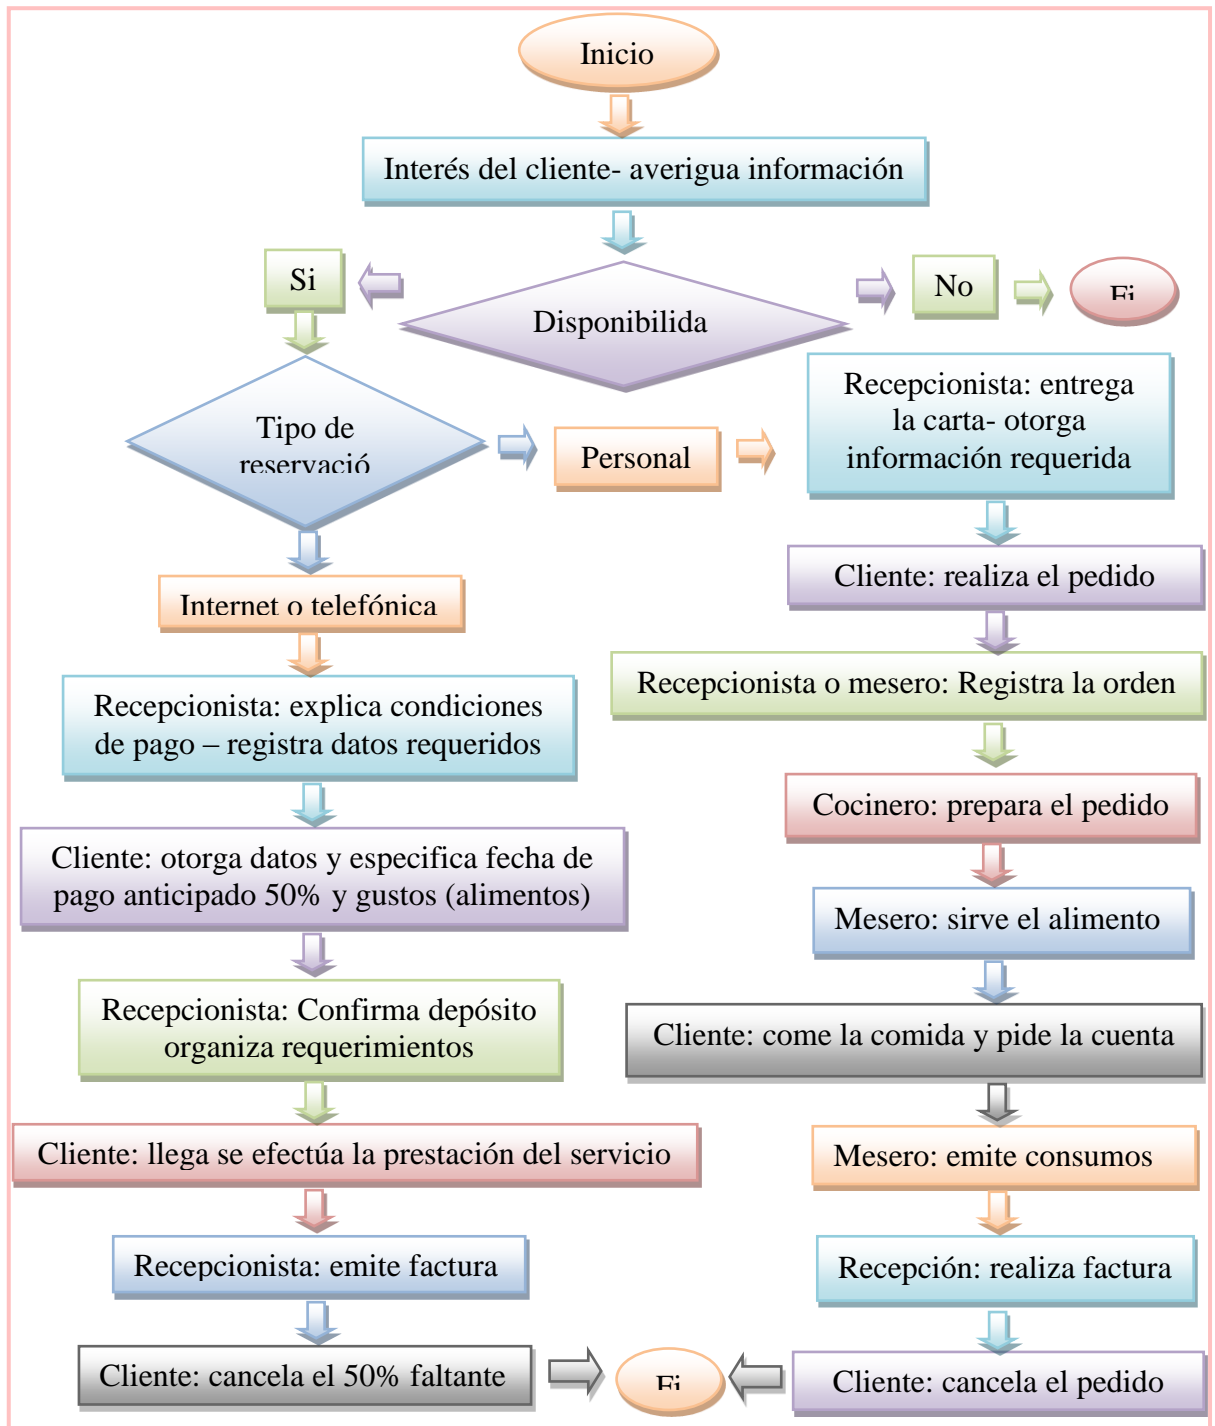 Inicio
Interés del cliente- averigua información
Si
Disponibilida
No
Fi
Tipo de
reservació
Personal
Recepcionista: entrega
la carta- otorga
información requerida
Internet o telefónica
Recepcionista: explica condiciones
de pago – registra datos requeridos
Cliente: otorga datos y especifica fecha de
pago anticipado 50% y gustos (alimentos)
Recepcionista: Confirma depósito
organiza requerimientos
Cliente: llega se efectúa la prestación del servicio
Recepcionista: emite factura
Cliente: cancela el 50% faltante
Cliente: realiza el pedido
Recepcionista o mesero: Registra la orden
Cocinero: prepara el pedido
Mesero: sirve el alimento
Cliente: come la comida y pide la cuenta
Mesero: emite consumos
Recepción: realiza factura
Cliente: cancela el pedido
Fi